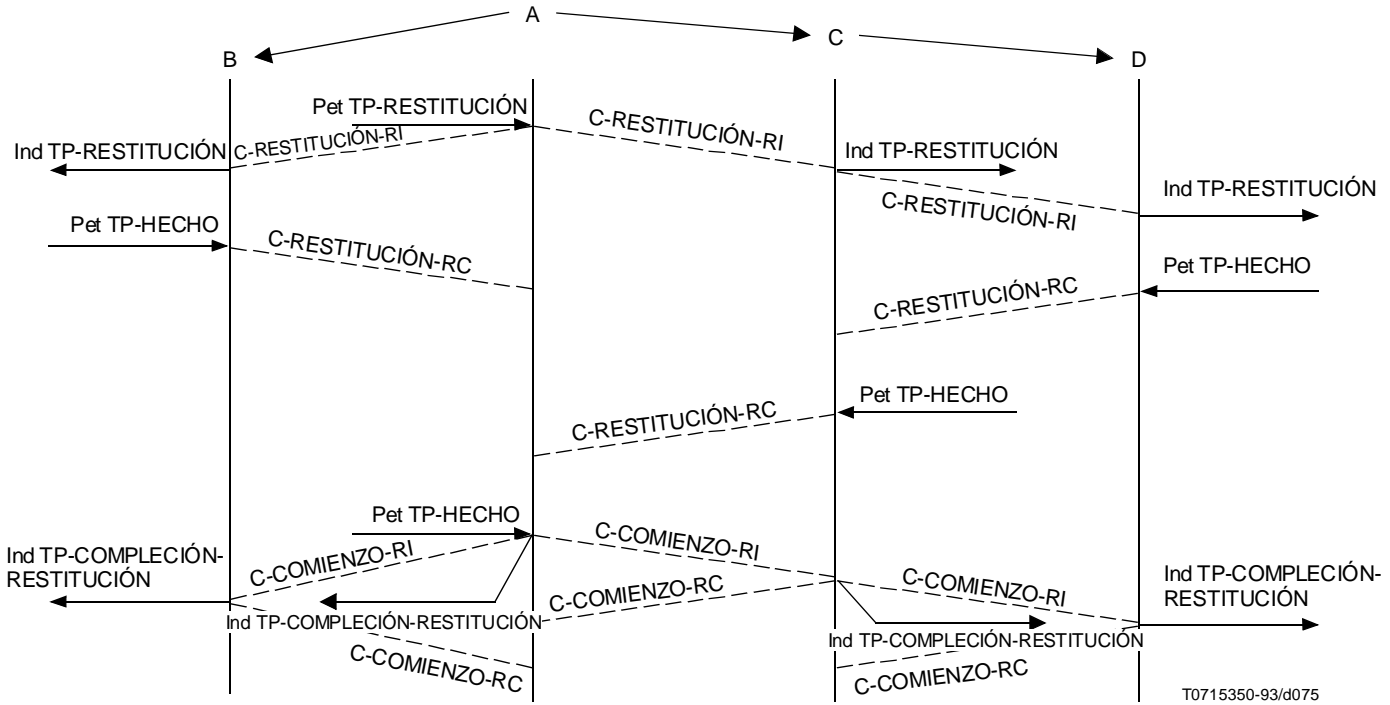 A
B
C
D
Pet TP-RESTITUCIÓN
C-RESTITUCIÓN-RI
C-RESTITUCIÓN-RI
Ind TP-RESTITUCIÓN
Ind TP-RESTITUCIÓN
Ind TP-RESTITUCIÓN
C-RESTITUCIÓN-RI
Pet TP-HECHO
C-RESTITUCIÓN-RC
Pet TP-HECHO
C-RESTITUCIÓN-RC
Pet TP-HECHO
C-RESTITUCIÓN-RC
Pet TP-HECHO
C-COMIENZO-RI
C-COMIENZO-RI
Ind TP-COMPLECIÓN-
RESTITUCIÓN
C-COMIENZO-RC
C-COMIENZO-RI
Ind TP-COMPLECIÓN-
RESTITUCIÓN
Ind TP-COMPLECIÓN-RESTITUCIÓN
Ind TP-COMPLECIÓN-RESTITUCIÓN
C-COMIENZO-RC
C-COMIENZO-RC
T0715350-93/d075